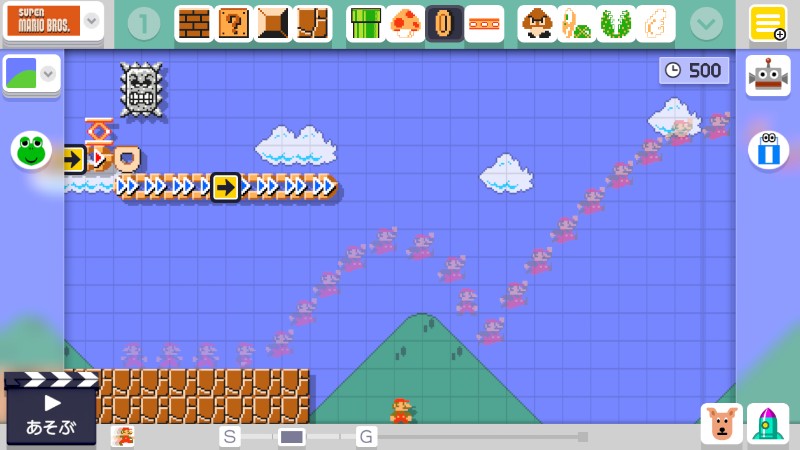 SUPER
MARIO BROS.
1
500
あそぶ
S
G